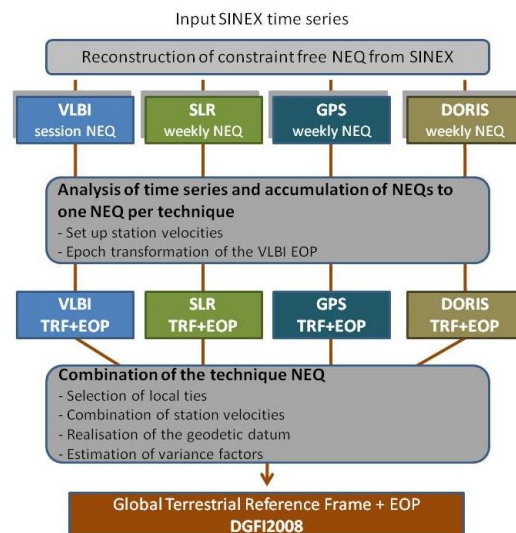 Input SINEX time series
Reconstruction of constraint free NEQ from SINEX
VLBI
session NEQ
SLR
weekly NEQ
GPS
weekly NEQ
DORIS
weekly NEQ
Analysis of time series and accumulation of NEQs to
one NEQ per technique
- Set up station velocities
- Epoch transformation of the VLBI EOP
VLBI
TRF+EOP
SLR
TRF+EOP
GPS
TRF+EOP
DORIS
TRF+EOP
Combination of the technique NEQ
- Selection of local ties
- Combination of station velocities
- Realisation of the geodetic datum
- Estimation of variance factors
Global Terrestrial Reference Frame + EOP
DGFI2008